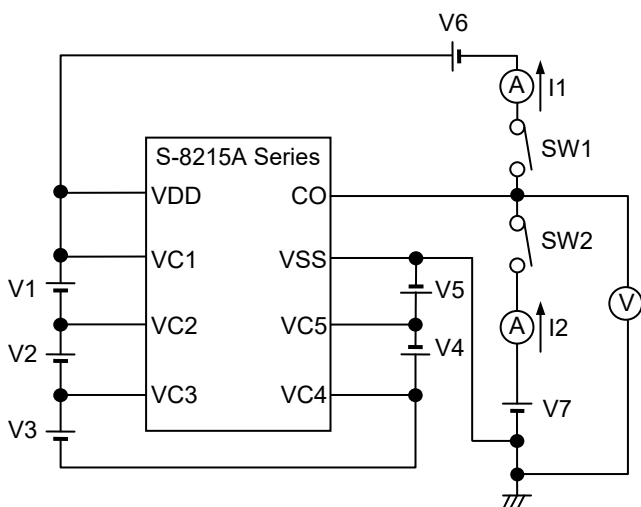 V6
A I1
S-8215A Series
SW1
VDD CO
SW2
VC1 VSS
V1 V5
A I2 V
VC2 VC5
V2 V4
VC3 VC4
V7
V3